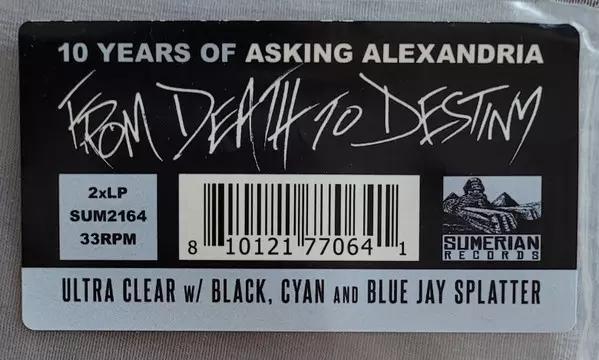 10 YEARS OF ASKING ALEXANDRIA
FROM DEATH TO DESTINY
2xLP
SUM2164
33RPM
8 10121 77064 1
SUMERIAN
RECORDS
ULTRA CLEAR W/ BLACK, CYAN AND BLUE JAY SPLATTER